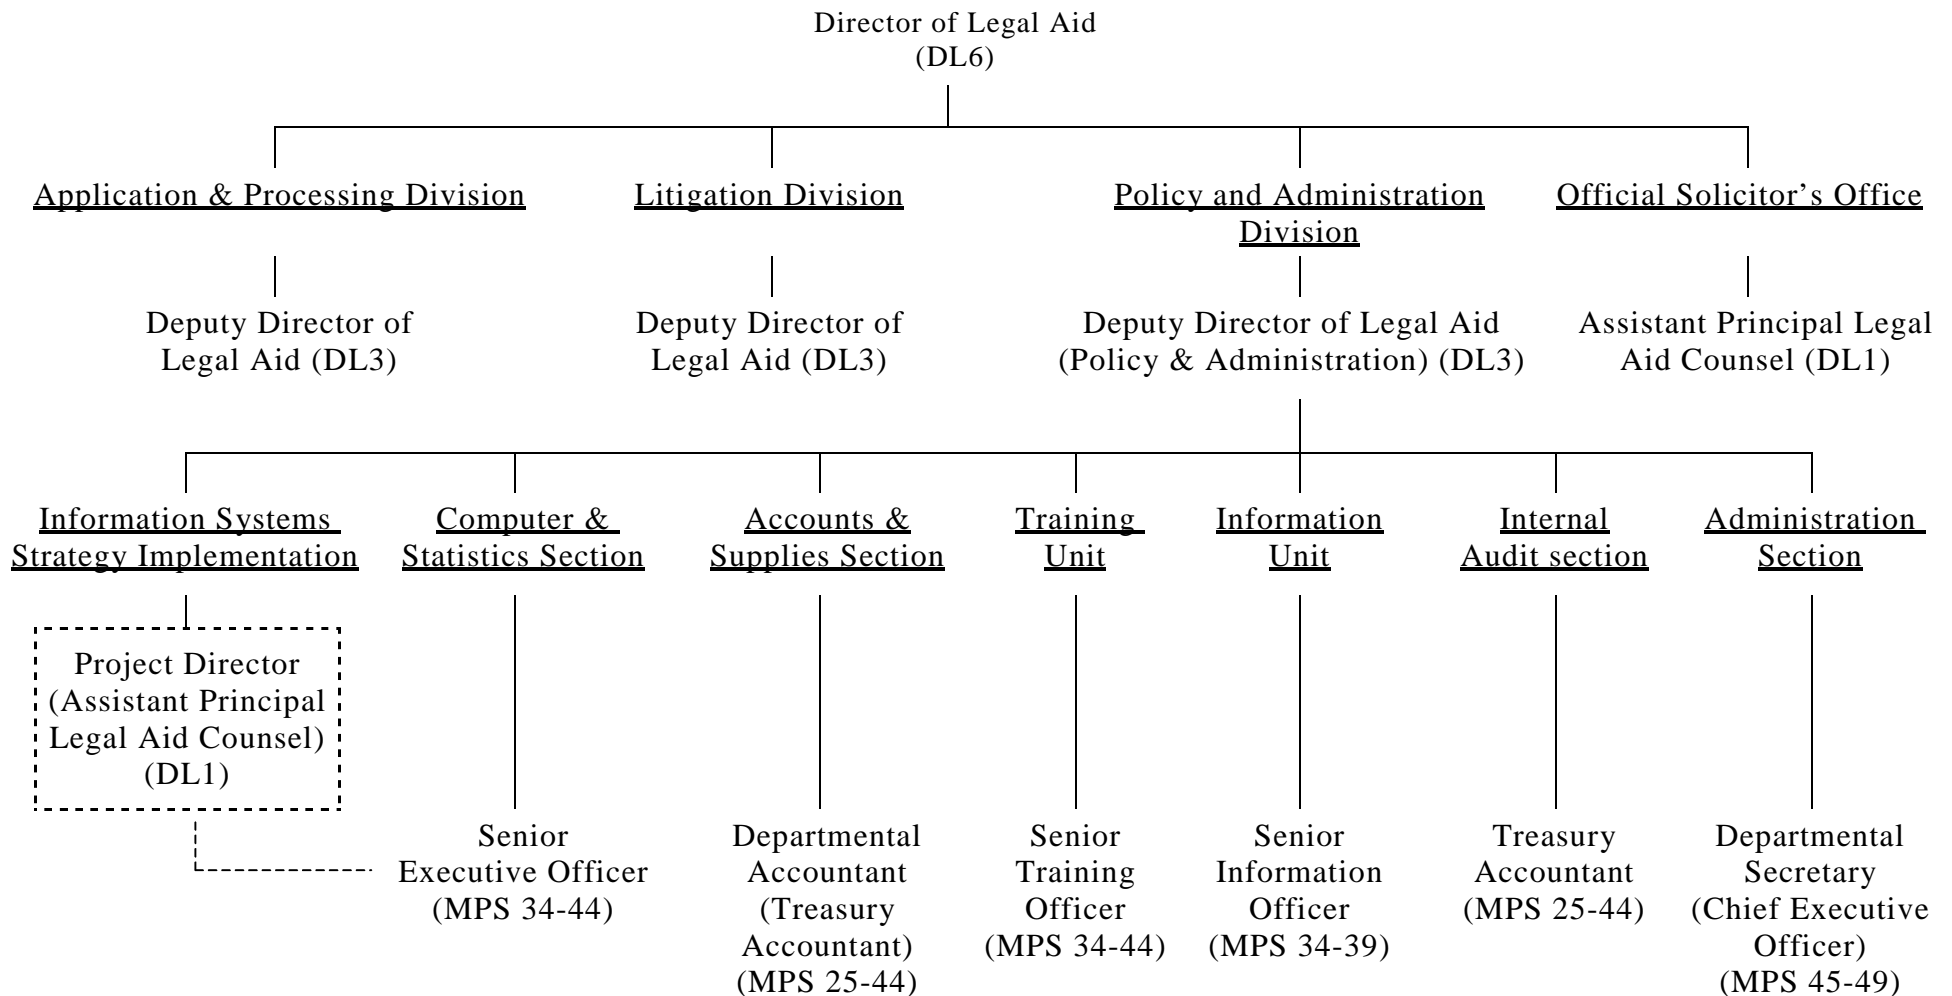 Director of Legal Aid
(DL6)
Application & Processing Division
Litigation Division
Policy and Administration
Division
Official Solicitor’s Office
Deputy Director of
Legal Aid (DL3)
Deputy Director of
Legal Aid (DL3)
Deputy Director of Legal Aid
(Policy & Administration) (DL3)
Assistant Principal Legal
Aid Counsel (DL1)
Information Systems
Strategy Implementation
Computer &
Statistics Section
Accounts &
Supplies Section
Training
Unit
Information
Unit
Internal
Audit section
Administration
Section
Project Director
(Assistant Principal
Legal Aid Counsel)
(DL1)
Senior
Executive Officer
(MPS 34-44)
Departmental
Accountant
(Treasury
Accountant)
(MPS 25-44)
Senior
Training
Officer
(MPS 34-44)
Senior
Information
Officer
(MPS 34-39)
Treasury
Accountant
(MPS 25-44)
Departmental
Secretary
(Chief Executive
Officer)
(MPS 45-49)